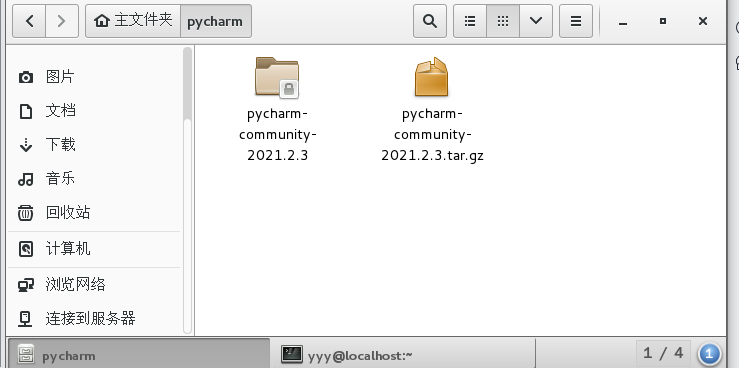 主文件夹 pycharm
图片
文档
下载
音乐
回收站
计算机
浏览网络
连接到服务器
pycharm-
community-
2021.2.3
pycharm-
community-
2021.2.3.tar.gz
pycharm
yyy@localhost:~
1 / 4
1